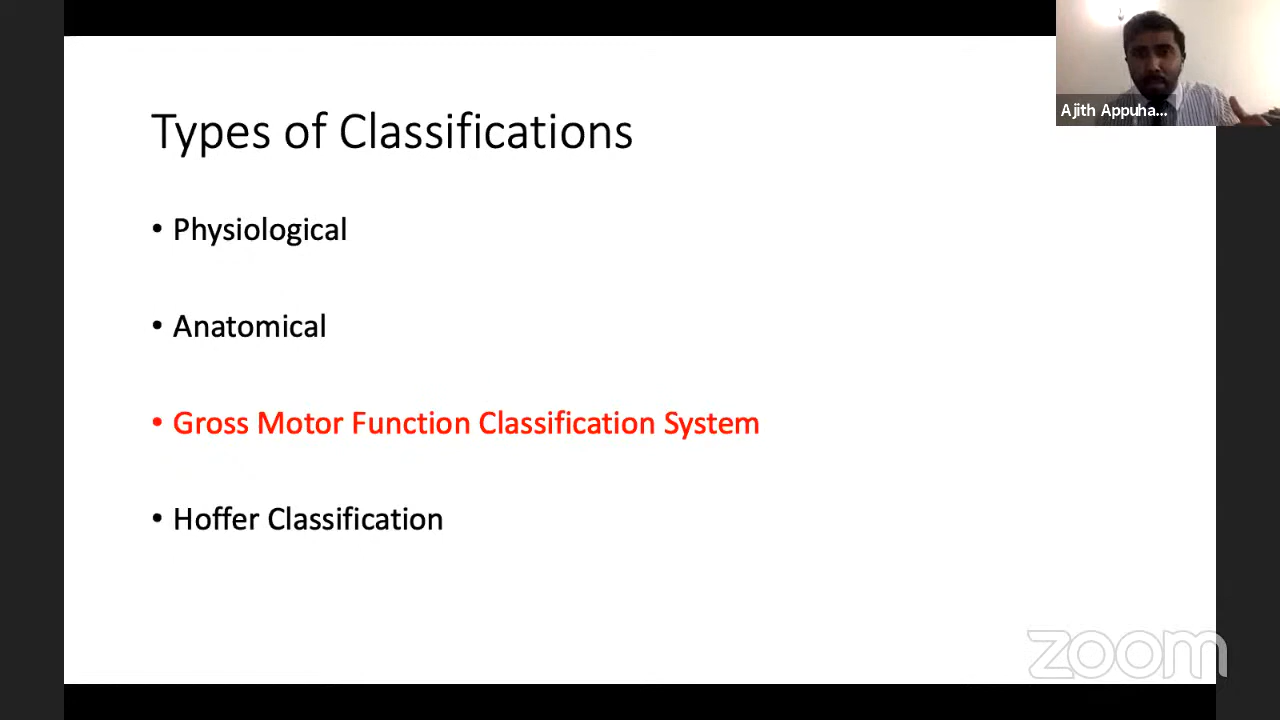 Types of Classifications
Ajith Appuha...
• Physiological
• Anatomical
• Gross Motor Function Classification System
• Hoffer Classification
zoom